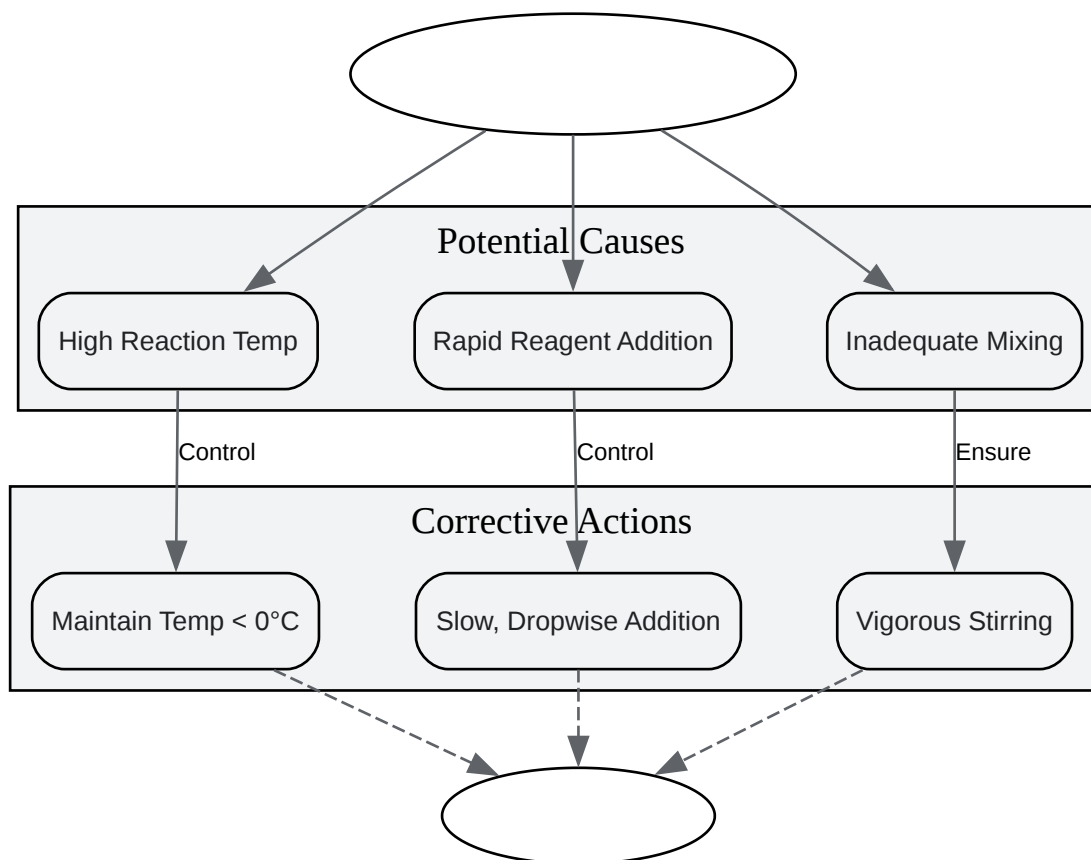 Potential Causes
High Reaction Temp
Rapid Reagent Addition
Inadequate Mixing
Control
Control
Ensure
Corrective Actions
Maintain Temp < 0°C
Slow, Dropwise Addition
Vigorous Stirring